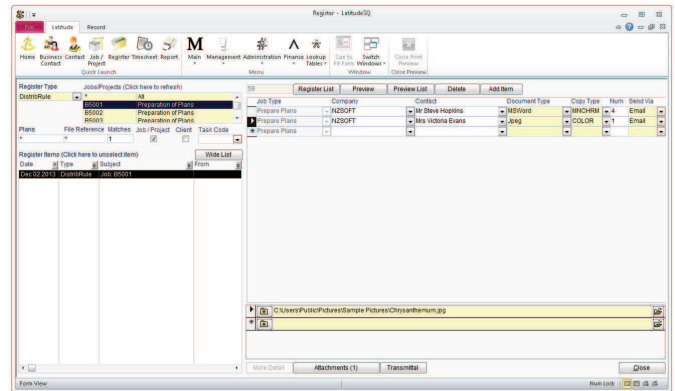 Register - LatitudeSQ
File Latitude Record
Home Business Contact Contact Job / Project Register Timesheet Report Main Management Administration Finance Lookup Tables Size to Fit Form Switch Windows Close Print Preview
Quick Launch Menu Window Close Preview
Register Type Jobs/Projects (Click here to refresh)
DistribRule * All
B5001 Preparation of Plans
B5002 Preparation of Plans
B5003 Preparation of Plans
Plans File Reference Matches Job / Project Client Task Code
* * 1
Register Items (Click here to unselect item) Wide List
Date Type Subject From
Dec 02 2013 DistribRule Job: B5001
59 Register List Preview Preview List Delete Add Item
Job Type Company Contact Document Type Copy Type Num Send Via
Prepare Plans NZSOFT Mr Steve Hopkins MSWord MNCHRM 4 Email
Prepare Plans NZSOFT Mrs Victoria Evans Jpeg COLOR 1 Email
Prepare Plans
C:\Users\Public\Pictures\Sample Pictures\Chrysanthemum.jpg
More Detail Attachments (1) Transmittal Close
Form View Num Lock